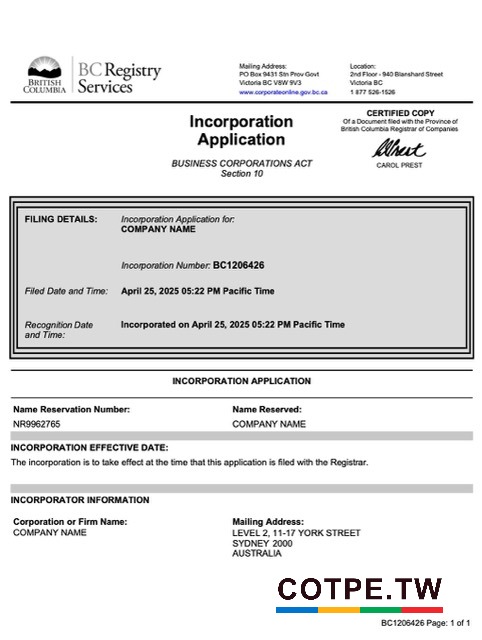 BRITISH
COLUMBIA
BC Registry
Services
Mailing Address:
PO Box 9431 Stn Prov Govt
Victoria BC V8W 9V3
www.corporateonline.gov.bc.ca
Location:
2nd Floor - 940 Blanshard Street
Victoria BC
1 877 526-1526
Incorporation
Application
BUSINESS CORPORATIONS ACT
Section 10
CERTIFIED COPY
Of a Document filed with the Province of
British Columbia Registrar of Companies
CAROL PREST
FILING DETAILS:
Incorporation Application for:
COMPANY NAME
Incorporation Number: BC1206426
Filed Date and Time: April 25, 2025 05:22 PM Pacific Time
Recognition Date
and Time:
Incorporated on April 25, 2025 05:22 PM Pacific Time
INCORPORATION APPLICATION
Name Reservation Number:
NR9962765
Name Reserved:
COMPANY NAME
INCORPORATION EFFECTIVE DATE:
The incorporation is to take effect at the time that this application is filed with the Registrar.
INCORPORATOR INFORMATION
Corporation or Firm Name:
COMPANY NAME
Mailing Address:
LEVEL 2, 11-17 YORK STREET
SYDNEY 2000
AUSTRALIA
COTPE.TW
BC1206426 Page: 1 of 1